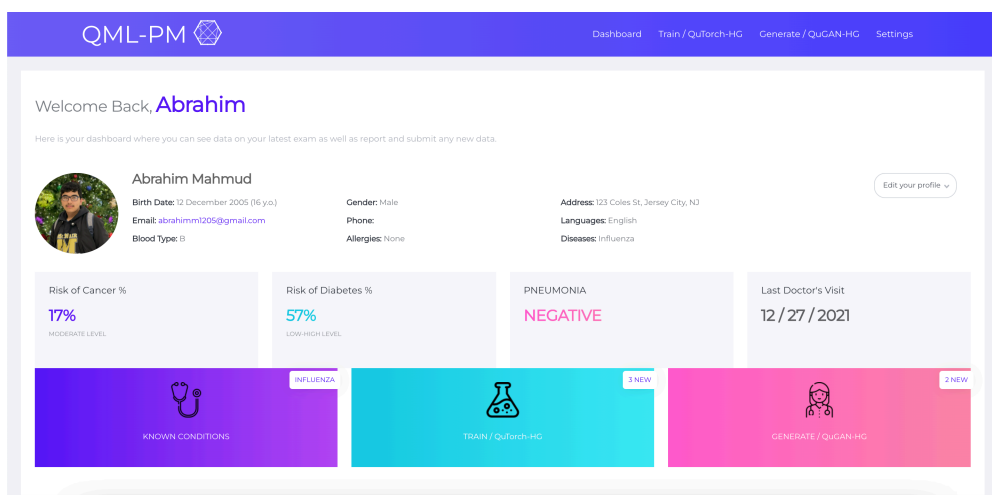 QML-PM
Dashboard Train / QuTorch-HG Generate / QuGAN-HG Settings
Welcome Back, Abrahim
Here is your dashboard where you can see data on your latest exam as well as report and submit any new data.
Abrahim Mahmud
Edit your profile
Birth Date: 12 December 2005 (16 y.o.) Gender: Male Address: 123 Coles St, Jersey City, NJ
Email: abrahimm1205@gmail.com Phone: Languages: English
Blood Type: B Allergies: None Diseases: Influenza
Risk of Cancer % Risk of Diabetes % PNEUMONIA Last Doctor's Visit
17% 57% NEGATIVE 12 / 27 / 2021
MODERATE LEVEL LOW-HIGH LEVEL
INFLUENZA 3 NEW 2 NEW
KNOWN CONDITIONS TRAIN / QuTorch-HG GENERATE / QuGAN-HG